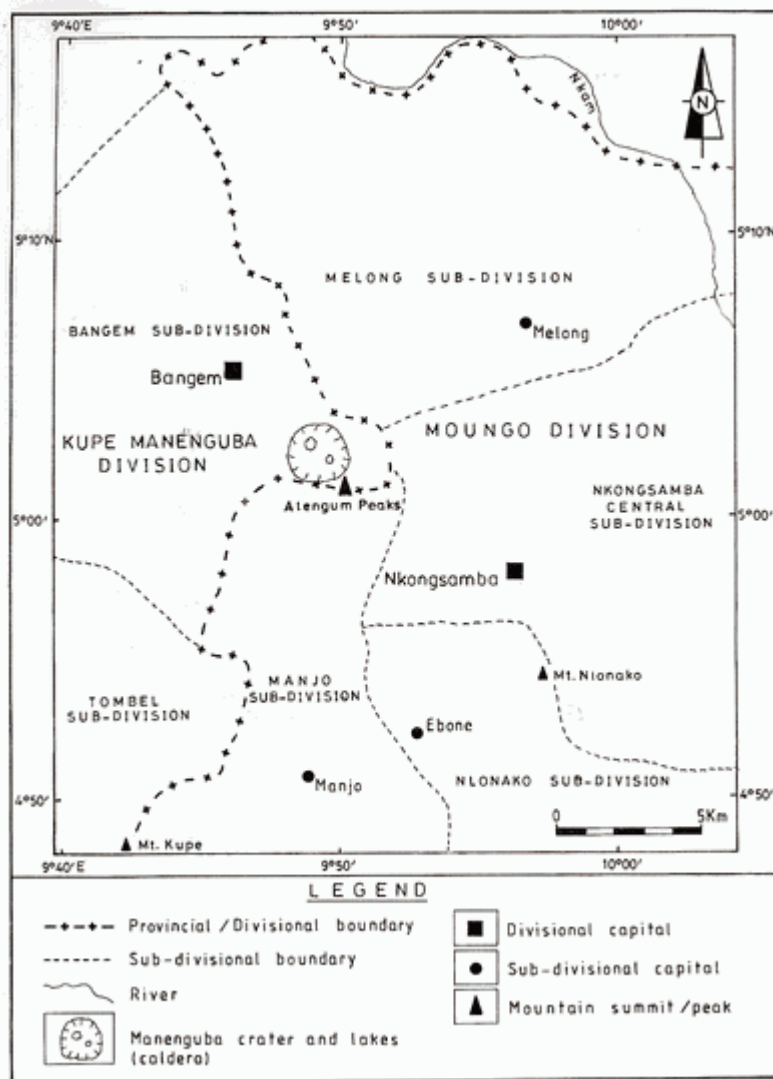 9°40'E 9°50' 10°00'
Nkam
N
5°10'N 5°10'N
MELONG SUB-DIVISION
BANGEM SUB-DIVISION
Melong
Bangem
KUPE MANENGUBA
DIVISION
MOUNGO DIVISION
NKONGSAMBA
CENTRAL
SUB-DIVISION
Alengum Peaks
5°00' 5°00'
Nkongsamba
MANJO
SUB-DIVISION
Mt. Nlonako
TOMBEL
SUB-DIVISION
Ebone
Manjo
NLONAKO SUB-DIVISION
4°50' 4°50'
0 5Km
Mt. Kupe
9°40'E 9°50' 10°00'
LEGEND
Provincial / Divisional boundary
Sub-divisional boundary
River
Manenguba crater and lakes
(caldera)
Divisional capital
Sub-divisional capital
Mountain summit/peak